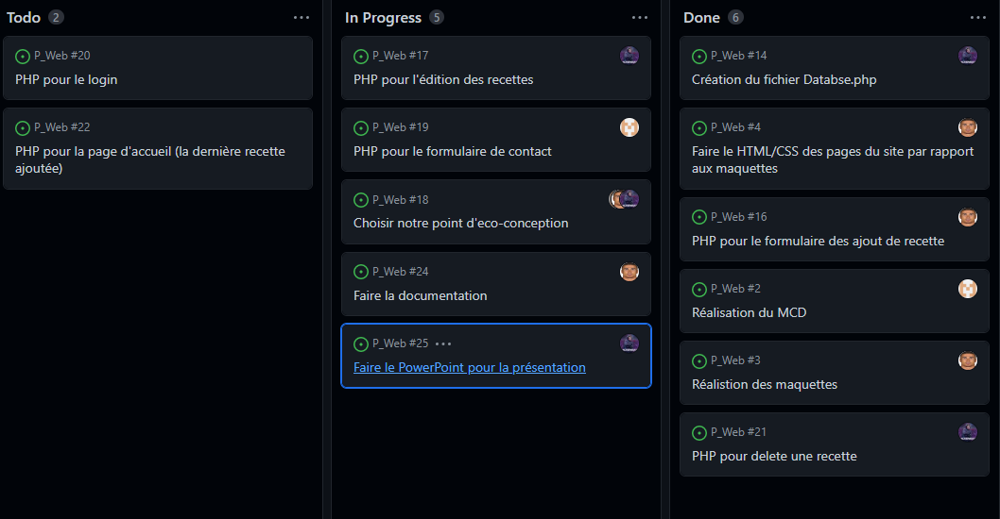 Todo 2
P_Web #20
PHP pour le login
P_Web #22
PHP pour la page d'accueil (la dernière recette
ajoutée)
In Progress 5
P_Web #17
PHP pour l'édition des recettes
P_Web #19
PHP pour le formulaire de contact
P_Web #18
Choisir notre point d'eco-conception
P_Web #24
Faire la documentation
P_Web #25
Faire le PowerPoint pour la présentation
Done 6
P_Web #14
Création du fichier Databse.php
P_Web #4
Faire le HTML/CSS des pages du site par rapport
aux maquettes
P_Web #16
PHP pour le formulaire des ajout de recette
P_Web #2
Réalisation du MCD
P_Web #3
Réalistion des maquettes
P_Web #21
PHP pour delete une recette